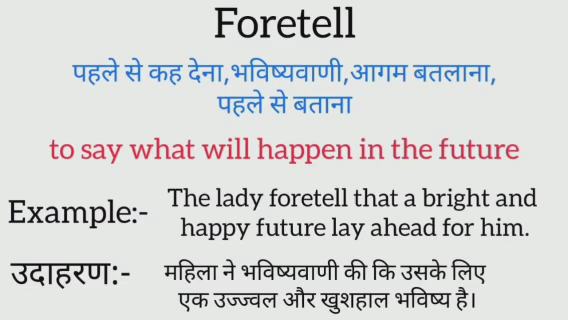 Foretell
पहले से कह देना,भविष्यवाणी,आगम बतलाना,
पहले से बताना
to say what will happen in the future
Example:- The lady foretell that a bright and
happy future lay ahead for him.
उदाहरण:- महिला ने भविष्यवाणी की कि उसके लिए
एक उज्ज्वल और खुशहाल भविष्य है।